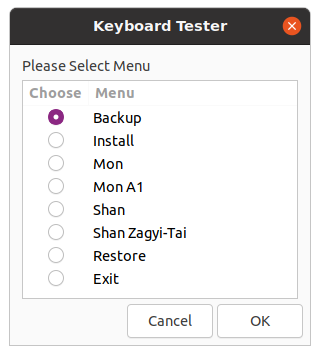 Keyboard Tester
Please Select Menu
Choose Menu
Backup
Install
Mon
Mon A1
Shan
Shan Zagyi-Tai
Restore
Exit
Cancel OK